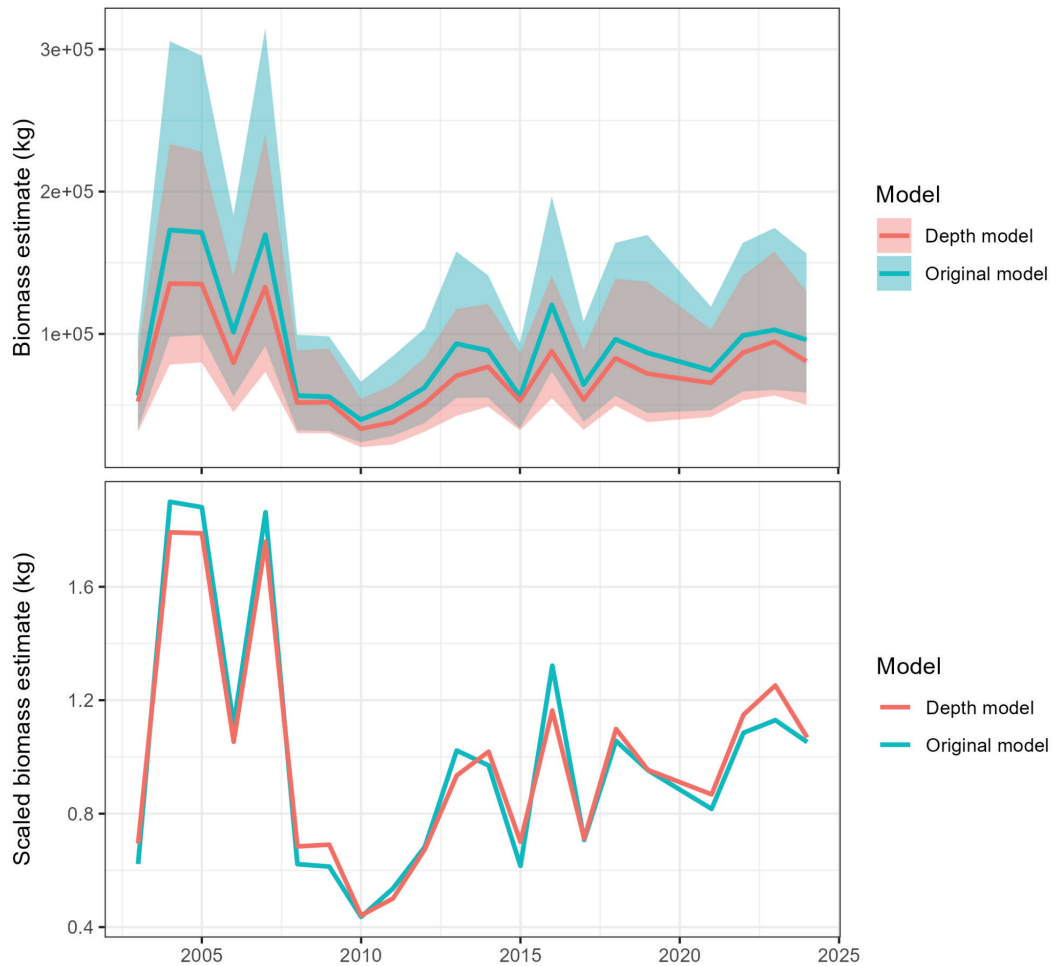 Biomass estimate (kg)
3e+05
2e+05
1e+05
Model
Depth model
Original model
Scaled biomass estimate (kg)
1.6
1.2
0.8
0.4
2005
2010
2015
2020
2025
Model
Depth model
Original model